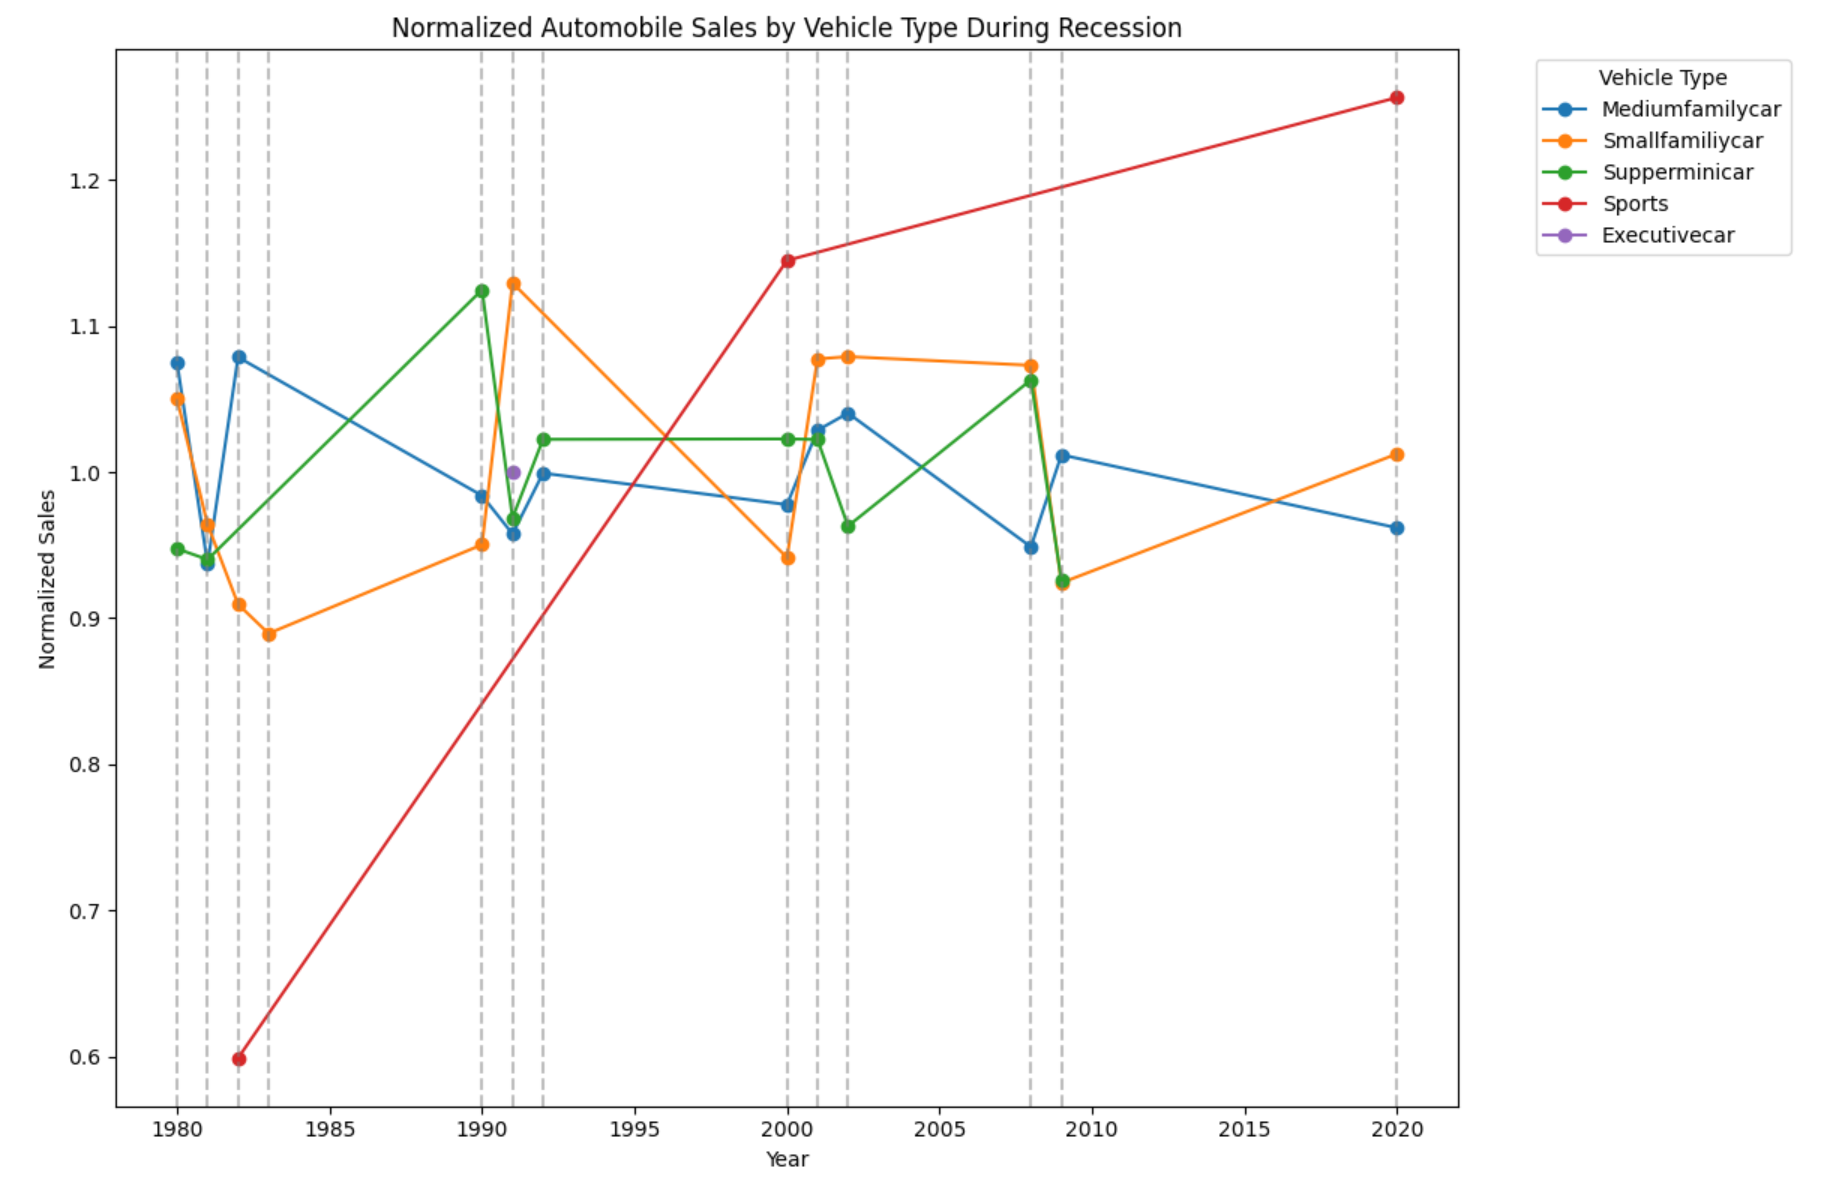 Normalized Automobile Sales by Vehicle Type During Recession
Vehicle Type
Mediumfamilycar
Smallfamiliycar
Supperminicar
Sports
Executivecar
Normalized Sales
1.2
1.1
1.0
0.9
0.8
0.7
0.6
1980 1985 1990 1995 2000 2005 2010 2015 2020
Year